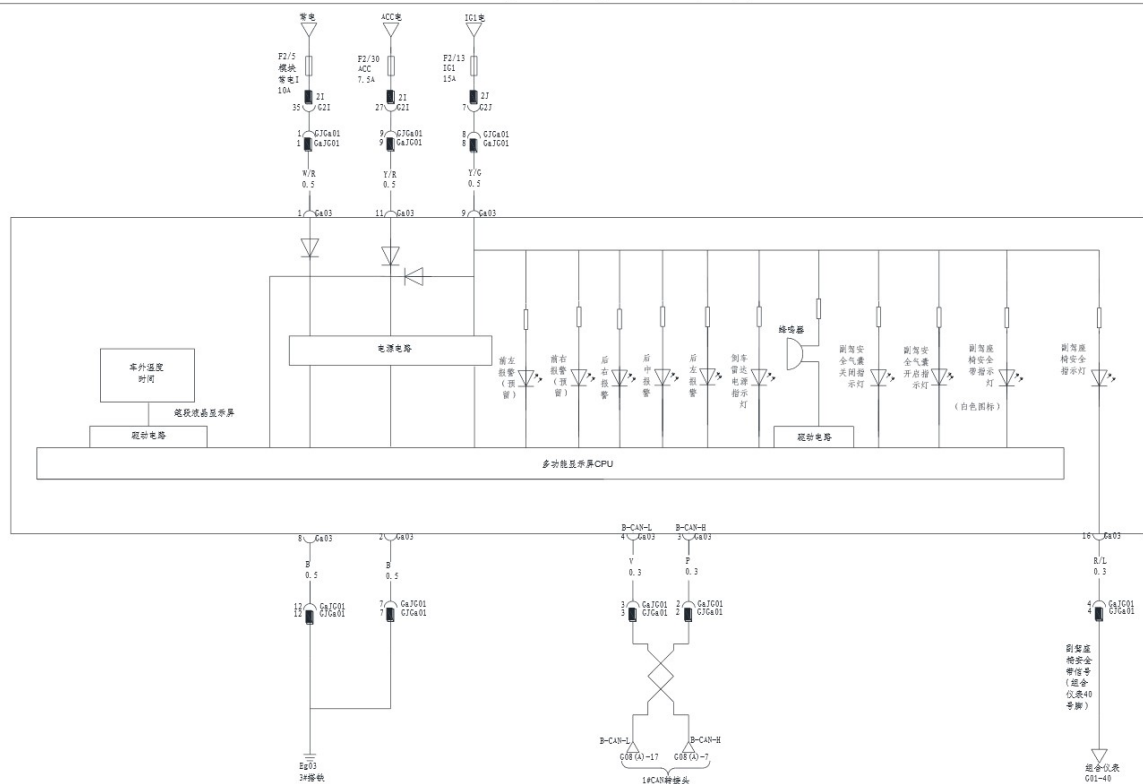 常电
ACC电
IG1电
F2/5
模块
常电I
10A
F2/30
ACC
7.5A
F2/13
IG1
15A
2I
35 G2I
2I
27 G2I
2J
7 G2J
1 GJGa01
1 GaJG01
9 GJGa01
9 GaJG01
8 GJGa01
8 GaJG01
W/R
0.5
Y/R
0.5
Y/G
0.5
1 Ga03
11 Ga03
9 Ga03
电源电路
车外温度
时间
笔段液晶显示屏
驱动电路
前左
报警
(预
留)
前右
报警
(预
留)
后
右
报
警
后
中
报
警
后
左
报
警
倒车
雷达
电源
指示
灯
蜂鸣器
驱动电路
副驾安
全气囊
关闭指
示灯
副驾安
全气囊
开启指
示灯
副驾座
椅安全
带指示
灯
(白色图标)
副驾座
椅安全
指示灯
多功能显示屏CPU
8 Ga03
2 Ga03
B-CAN-L
4 Ga03
B-CAN-H
3 Ga03
16 Ga03
B
0.5
B
0.5
V
0.3
P
0.3
R/L
0.3
12 GaJG01
12 GJGa01
7 GaJG01
7 GJGa01
3 GaJG01
3 GJGa01
2 GaJG01
2 GJGa01
4 GaJG01
4 GJGa01
副驾座
椅安全
带信号
(组合
仪表40
号脚)
B-CAN-L
B-CAN-H
G08(A)-17
G08(A)-7
1#CAN转接头
Eg03
3#搭铁
组合仪表
G01-40